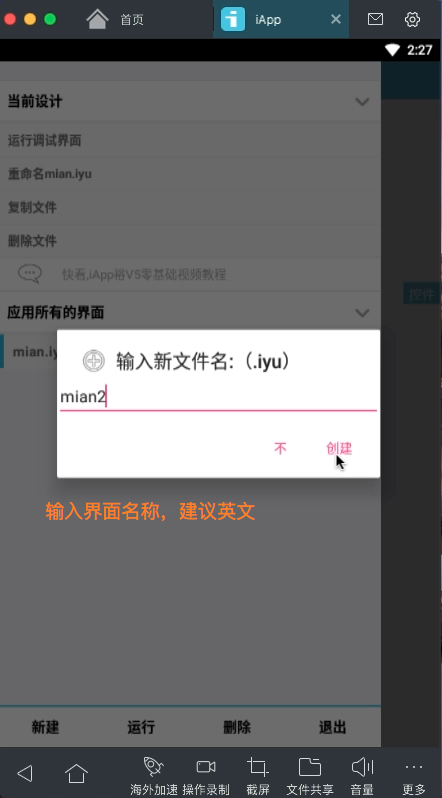 首页
iApp
2:27
当前设计
运行调试界面
重命名mian.iyu
复制文件
删除文件
快看,iApp裕V5零基础视频教程
控件
应用所有的界面
mian.iy
输入新文件名:（.iyu）
mian2
不
创建
输入界面名称，建议英文
新建
运行
删除
退出
海外加速
操作录制
截屏
文件共享
音量
更多